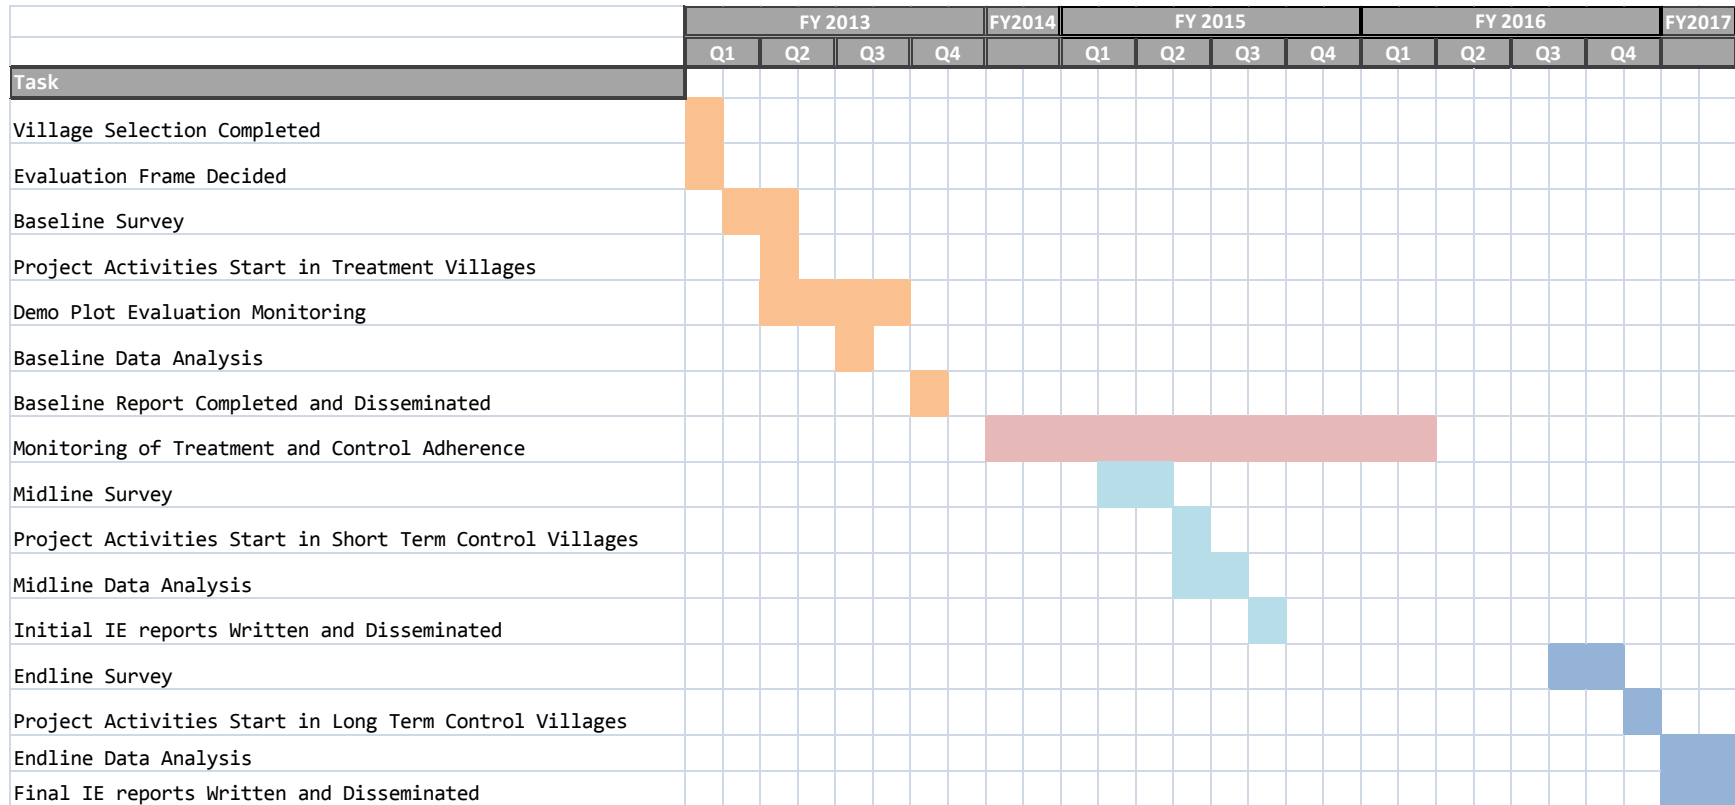 FY 2013 FY2014 FY 2015 FY 2016 FY2017
Q1 Q2 Q3 Q4 Q1 Q2 Q3 Q4 Q1 Q2 Q3 Q4
Task
Village Selection Completed
Evaluation Frame Decided
Baseline Survey
Project Activities Start in Treatment Villages
Demo Plot Evaluation Monitoring
Baseline Data Analysis
Baseline Report Completed and Disseminated
Monitoring of Treatment and Control Adherence
Midline Survey
Project Activities Start in Short Term Control Villages
Midline Data Analysis
Initial IE reports Written and Disseminated
Endline Survey
Project Activities Start in Long Term Control Villages
Endline Data Analysis
Final IE reports Written and Disseminated